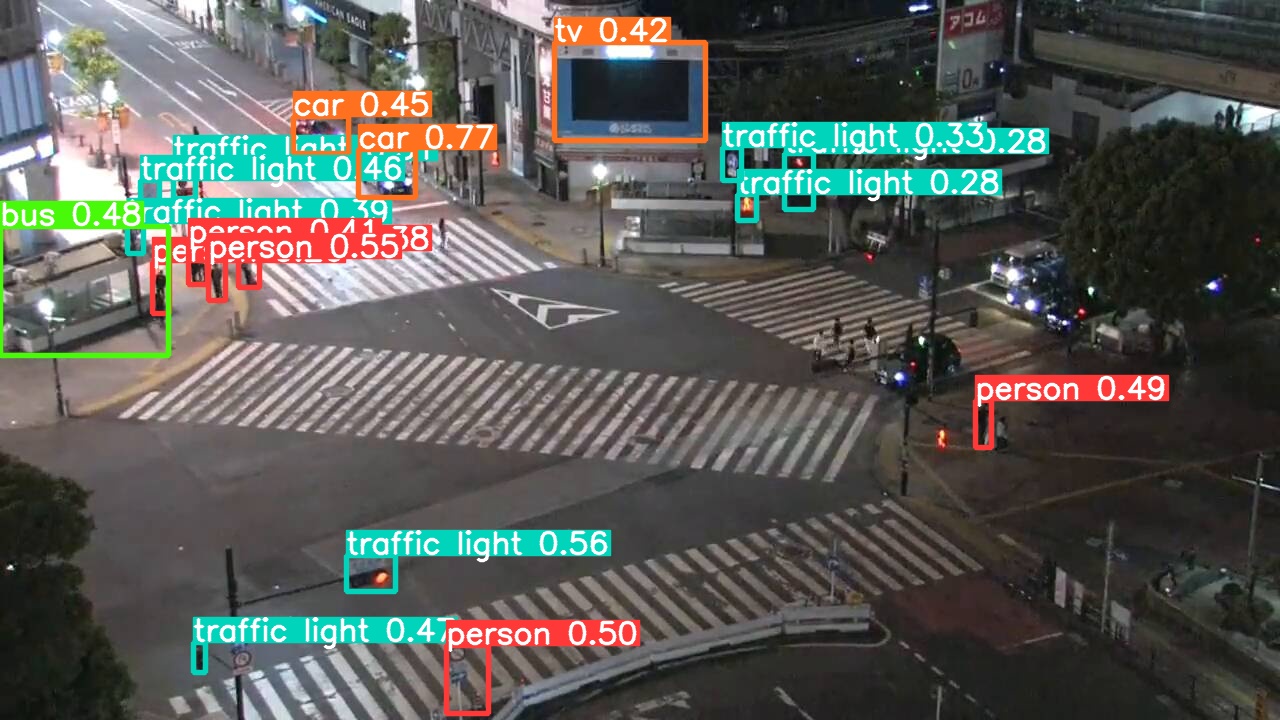 AMERICAN EAGLE
tv 0.42
アコム
car 0.45
car 0.77
traffic light 0.33
0.28
traffic light
traffic light 0.46
traffic light 0.28
bus 0.48
traffic light 0.39
person 0.41
person 0.55
38
person 0.49
traffic light 0.56
traffic light 0.47
person 0.50